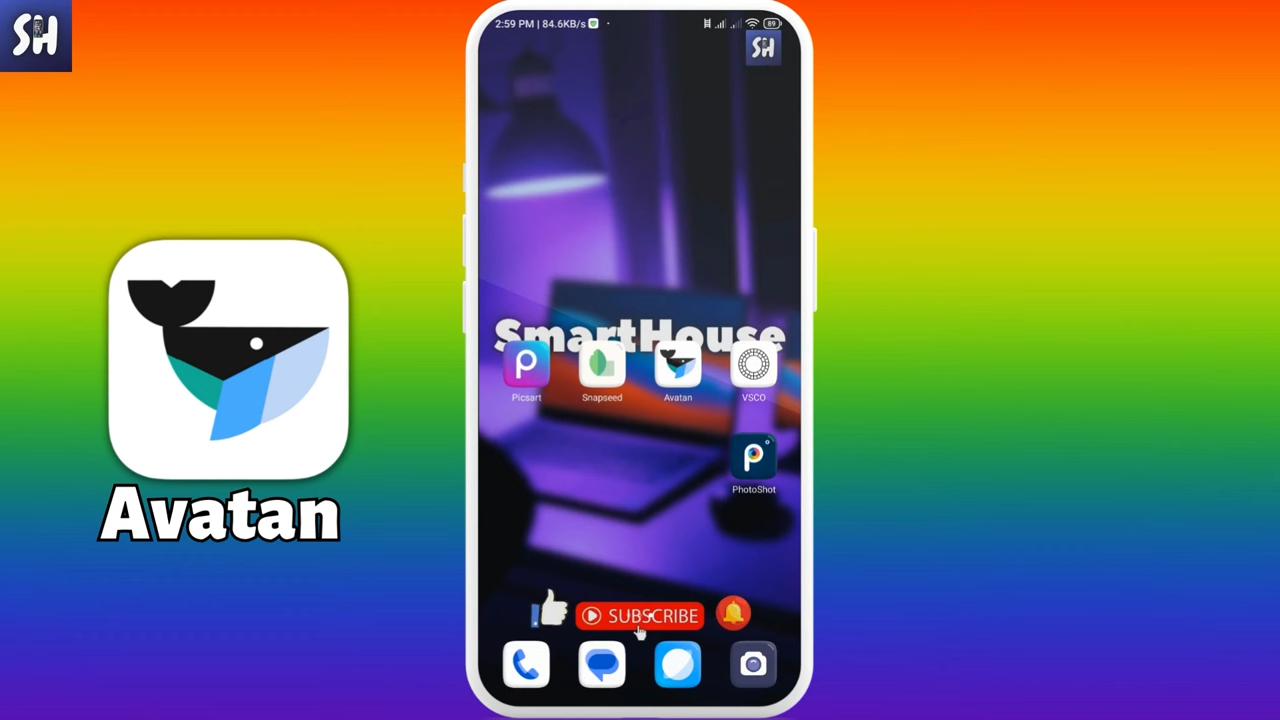 SH
2:59 PM | 84.6KB/s
89
SH
SmartHouse
Picsart
Snapseed
Avatan
VSCO
PhotoShot
Avatan
SUBSCRIBE